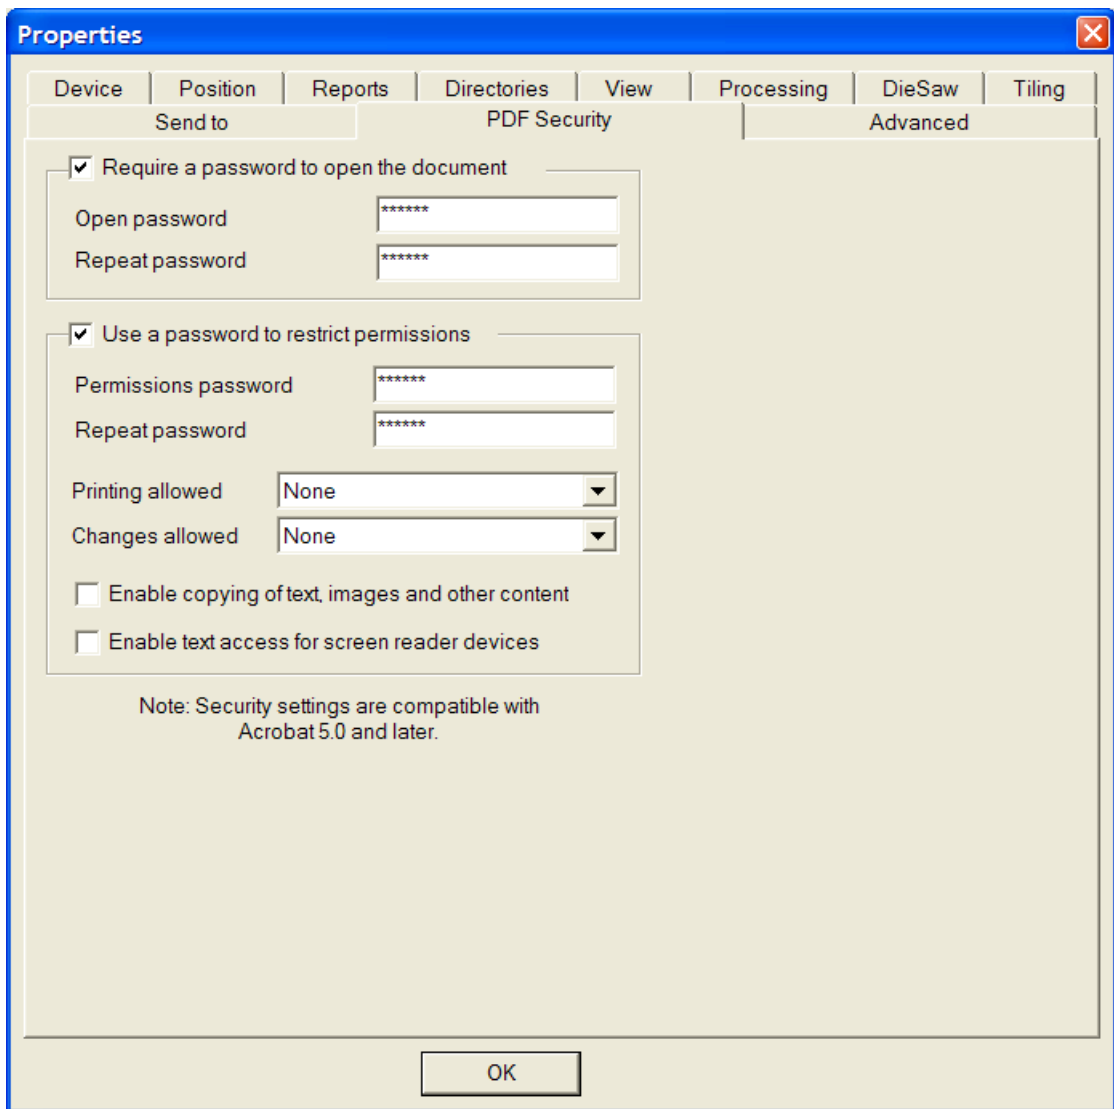 Properties
Device Position Reports Directories View Processing DieSaw Tiling
Send to PDF Security Advanced
Require a password to open the document
Open password ******
Repeat password ******
Use a password to restrict permissions
Permissions password ******
Repeat password ******
Printing allowed None
Changes allowed None
Enable copying of text, images and other content
Enable text access for screen reader devices
Note: Security settings are compatible with
Acrobat 5.0 and later.
OK